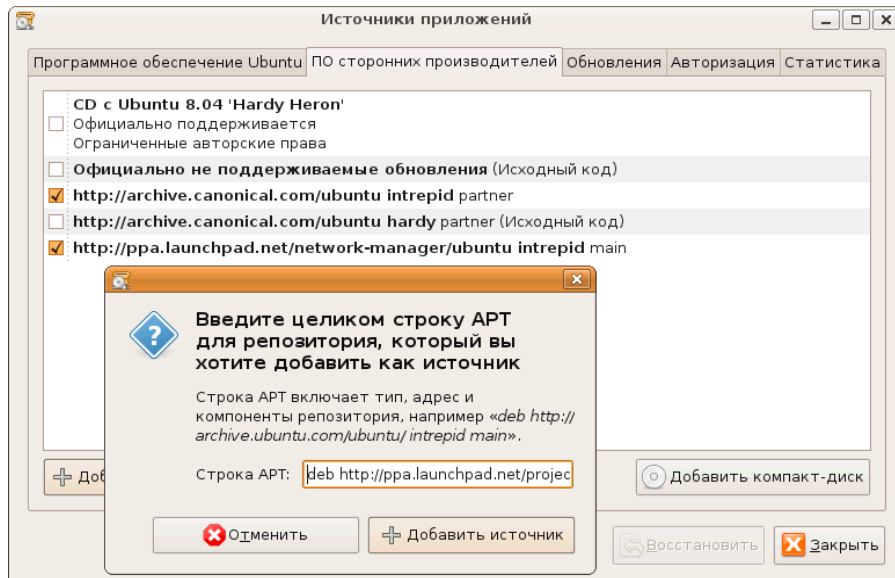 Источники приложений
Программное обеспечение Ubuntu ПО сторонних производителей Обновления Авторизация Статистика
CD с Ubuntu 8.04 'Hardy Heron'
Официально поддерживается
Ограниченные авторские права
Официально не поддерживаемые обновления (Исходный код)
http://archive.canonical.com/ubuntu intrepid partner
http://archive.canonical.com/ubuntu hardy partner (Исходный код)
http://ppa.launchpad.net/network-manager/ubuntu intrepid main
Введите целиком строку APT
для репозитория, который вы
хотите добавить как источник
Строка APT включает тип, адрес и
компоненты репозитория, например «deb http://
archive.ubuntu.com/ubuntu/ intrepid main».
Строка APT: deb http://ppa.launchpad.net/projec
Отменить Добавить источник
Добавить компакт-диск
Восстановить Закрыть